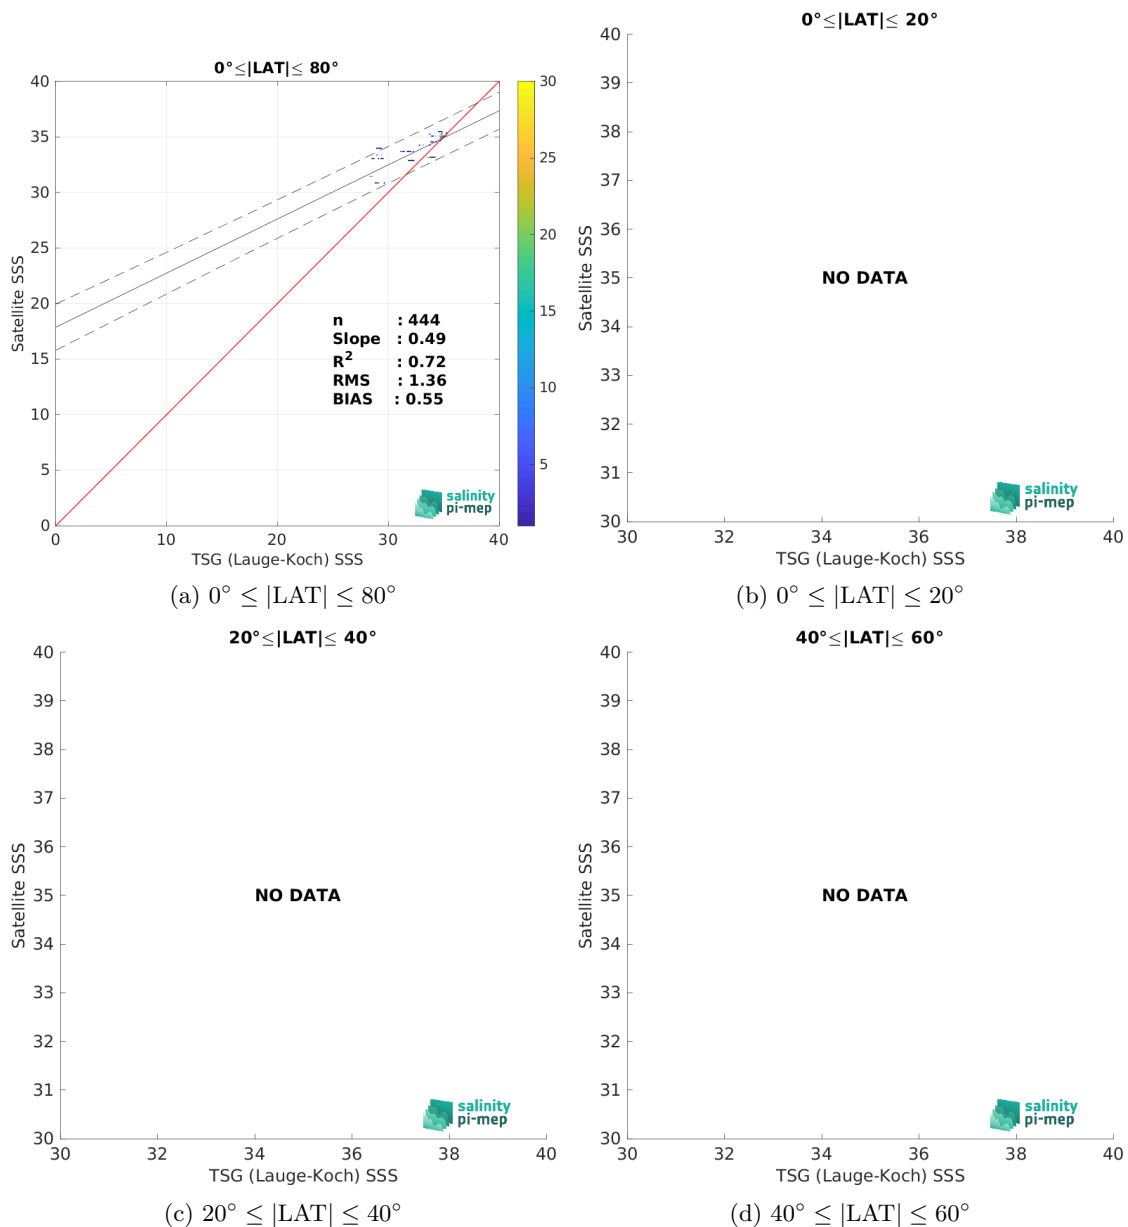 0°≤|LAT|≤ 80°
40
35
30
25
20
15
10
5
0
Satellite SSS
0
10
20
30
40
TSG (Lauge-Koch) SSS
30
25
20
15
10
5
n : 444
Slope : 0.49
R2 : 0.72
RMS : 1.36
BIAS : 0.55
salinity
pi-mep
(a) 0° ≤ |LAT| ≤ 80°
0°≤|LAT|≤ 20°
40
39
38
37
36
35
34
33
32
31
30
Satellite SSS
NO DATA
salinity
pi-mep
30
32
34
36
38
40
TSG (Lauge-Koch) SSS
(b) 0° ≤ |LAT| ≤ 20°
20°≤|LAT|≤ 40°
40
39
38
37
36
35
34
33
32
31
30
Satellite SSS
NO DATA
salinity
pi-mep
30
32
34
36
38
40
TSG (Lauge-Koch) SSS
(c) 20° ≤ |LAT| ≤ 40°
40°≤|LAT|≤ 60°
40
39
38
37
36
35
34
33
32
31
30
Satellite SSS
NO DATA
salinity
pi-mep
30
32
34
36
38
40
TSG (Lauge-Koch) SSS
(d) 40° ≤ |LAT| ≤ 60°